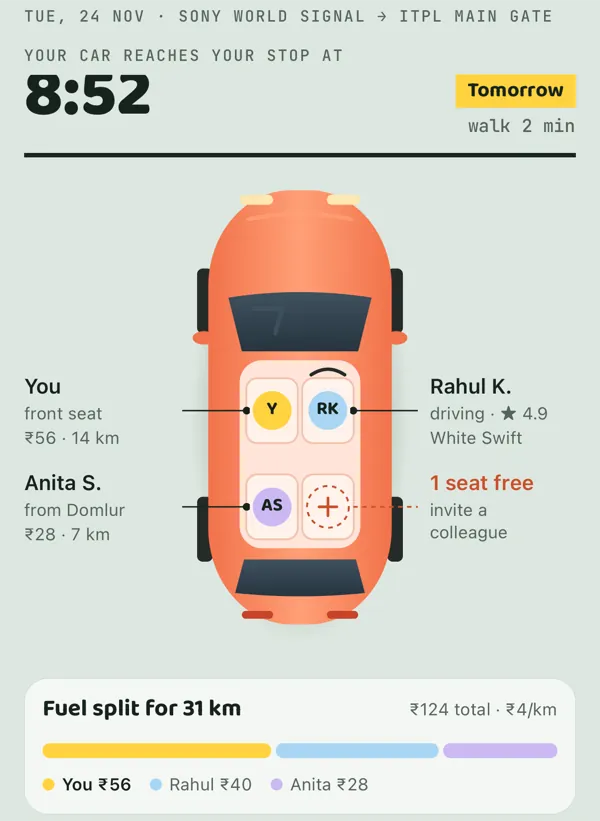 TUE, 24 NOV · SONY WORLD SIGNAL → ITPL MAIN GATE
YOUR CAR REACHES YOUR STOP AT
8:52
Tomorrow
walk 2 min
You
front seat
₹56 · 14 km
Y
RK
Rahul K.
driving · ★ 4.9
White Swift
Anita S.
from Domlur
₹28 · 7 km
AS
+
1 seat free
invite a
colleague
Fuel split for 31 km
₹124 total · ₹4/km
You ₹56 Rahul ₹40 Anita ₹28